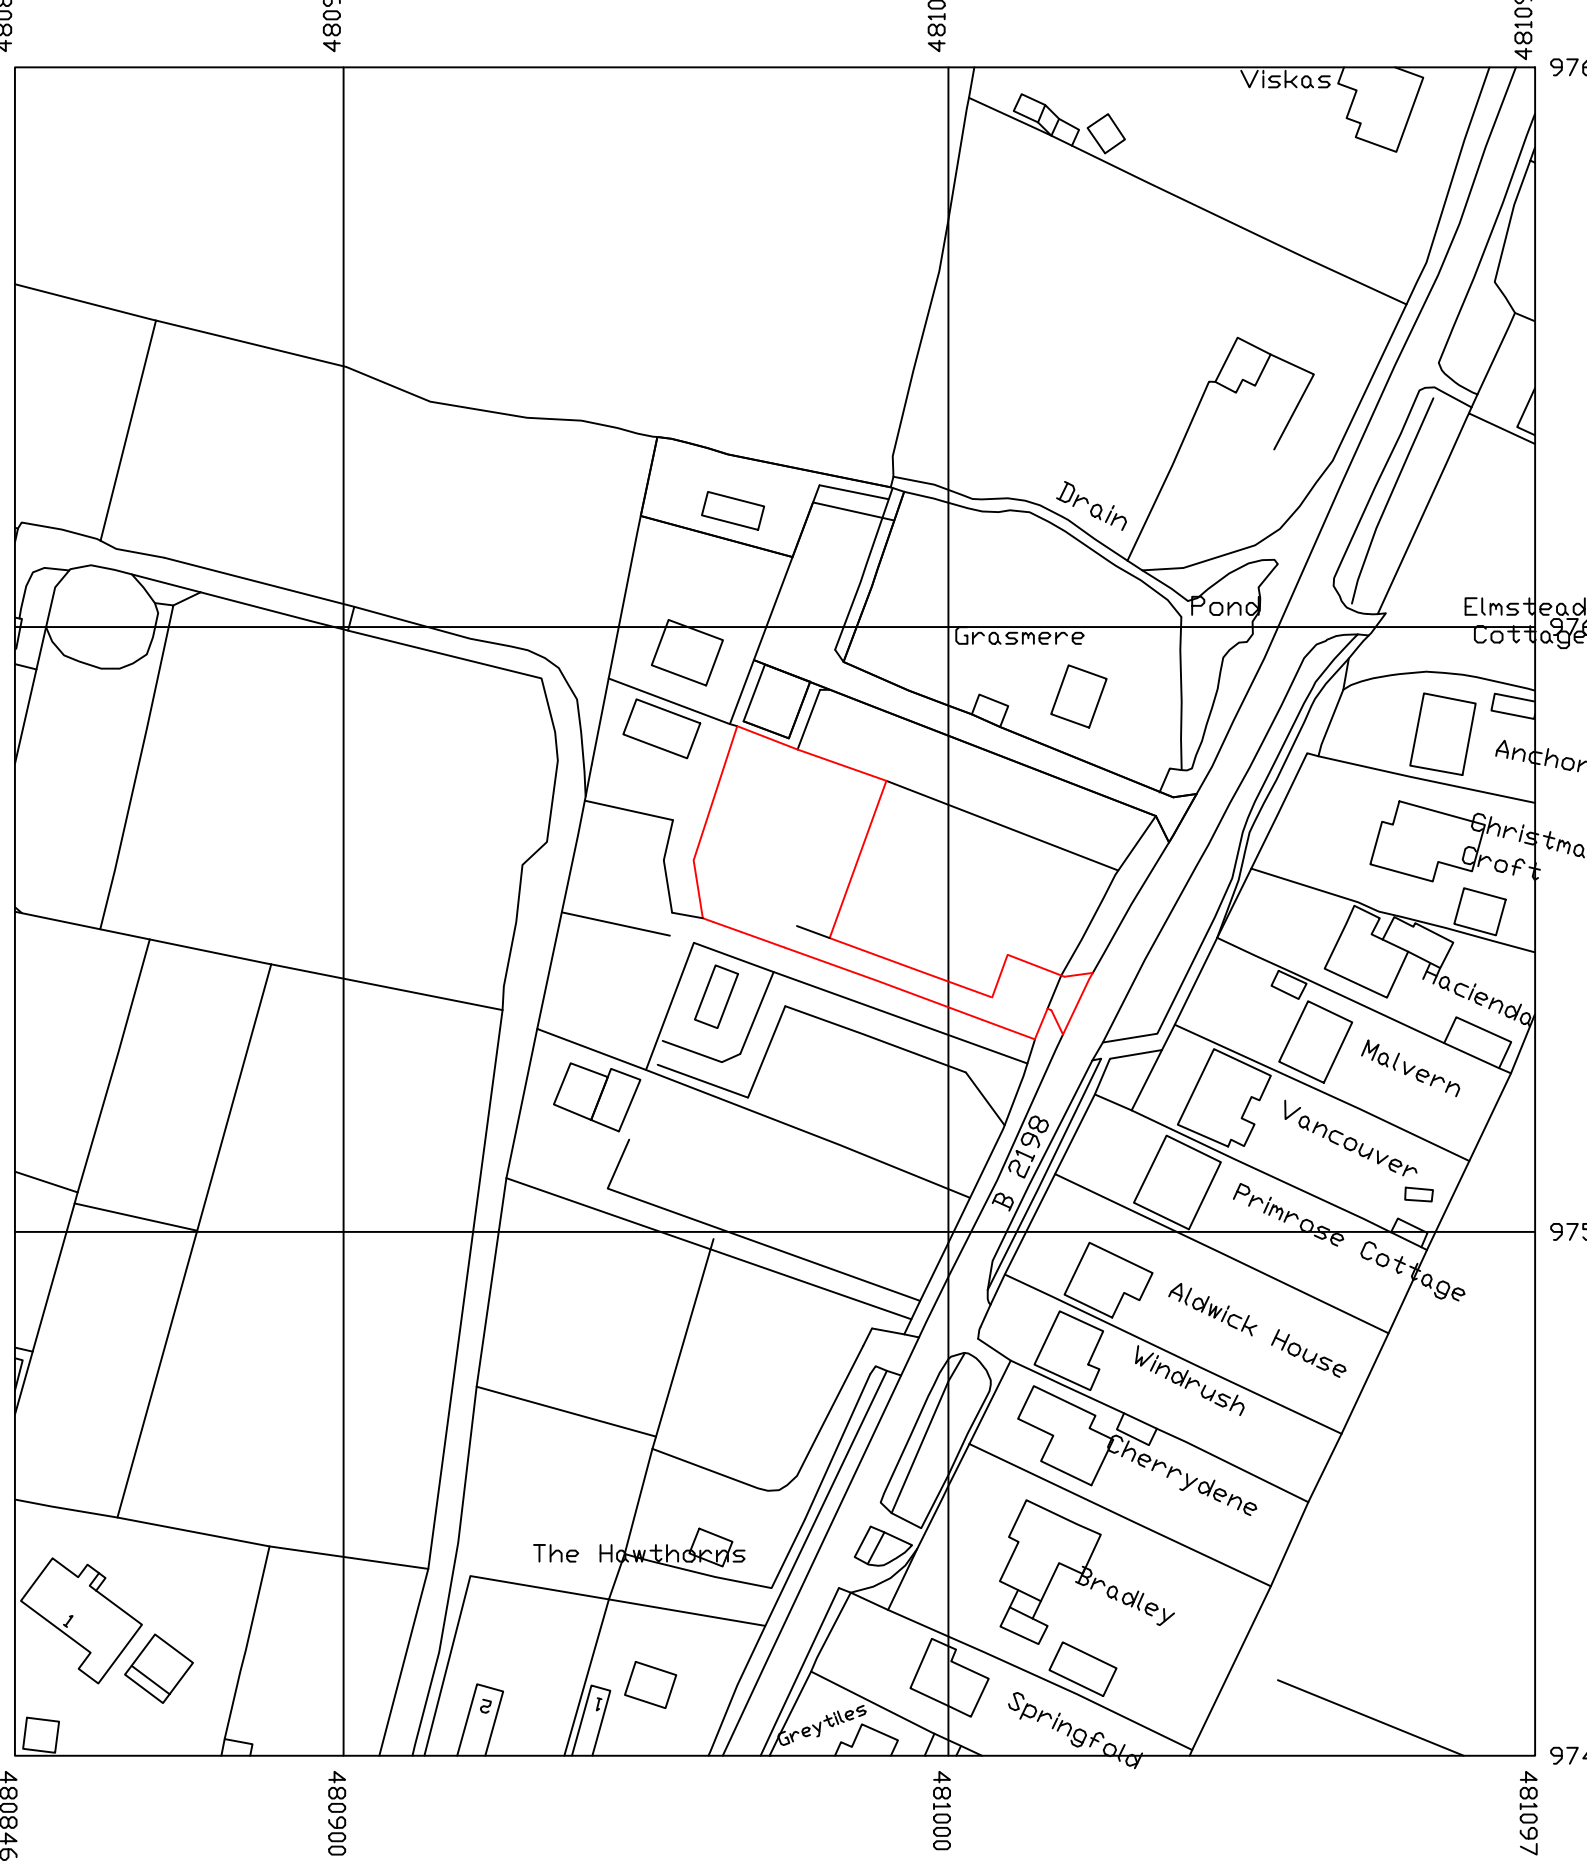 Viskas
Drain
Pond
Grasmere
Elmstead
Cottage
Anchor
Christma
Croft
Hacienda
Malvern
Vancouver
Primrose Cottage
B 2198
Aldwick House
Windrush
Cherrydene
The Hawthorns
Bradley
1
2
1
Springfold
Greytiles
480846
480900
481000
481097